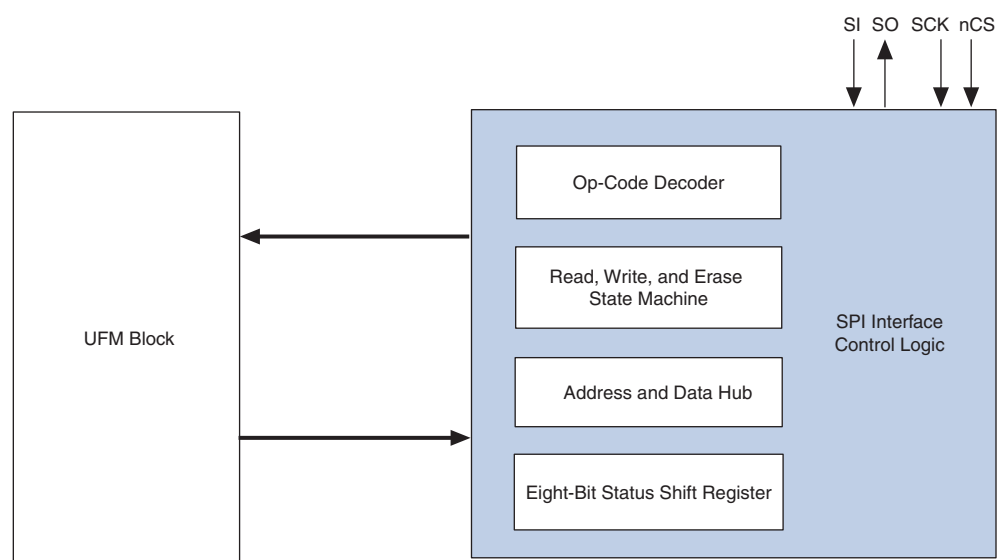 SI SO SCK nCS
Op-Code Decoder
Read, Write, and Erase
State Machine
SPI Interface
Control Logic
UFM Block
Address and Data Hub
Eight-Bit Status Shift Register